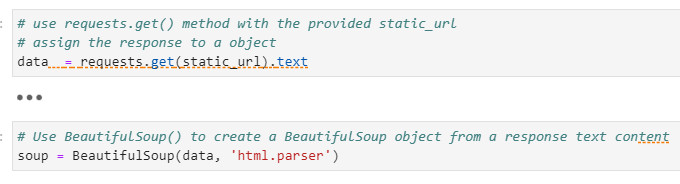 # use requests.get() method with the provided static_url
# assign the response to a object
data  = requests.get(static_url).text
# Use BeautifulSoup() to create a BeautifulSoup object from a response text content
soup = BeautifulSoup(data, 'html.parser')